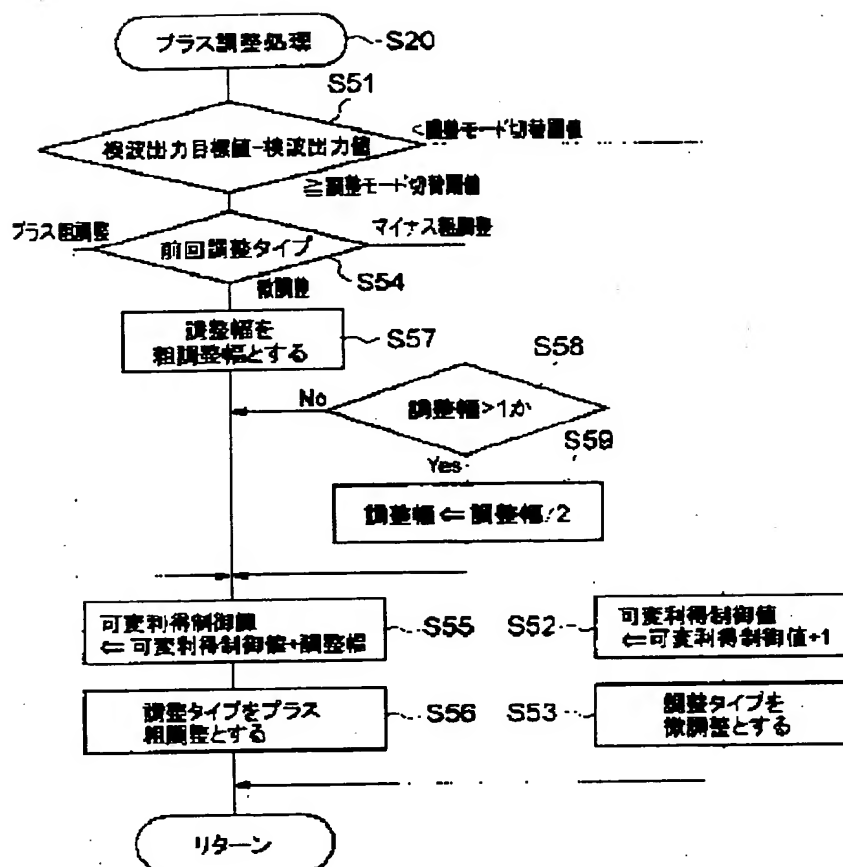 プラス調整処理
S20
S51
検波出力目標値-検波出力値
<調整モード切替閾値
≧調整モード切替閾値
プラス粗調整
前回調整タイプ
マイナス粗調整
S54
微調整
調整幅を
粗調整幅とする
S57
S58
No
調整幅>1か
S59
Yes
調整幅⇐調整幅/2
可変利得制御値
⇐可変利得制御値+調整幅
S55
S52
可変利得制御値
⇐可変利得制御値+1
調整タイプをプラス
粗調整とする
S56
S53
調整タイプを
微調整とする
リターン